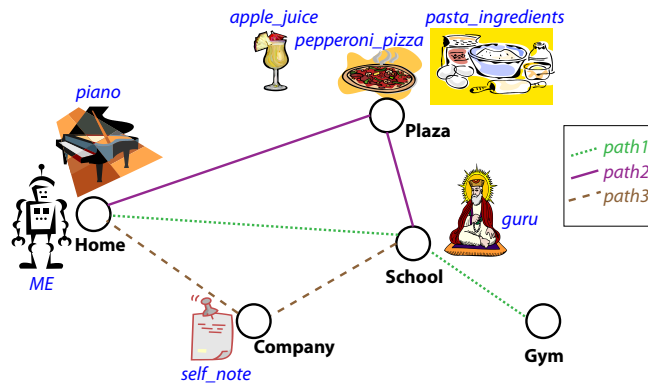 apple_juice
pasta_ingredients
pepperoni_pizza
piano
Plaza
path1
path2
path3
guru
Home
School
ME
Company
Gym
self_note